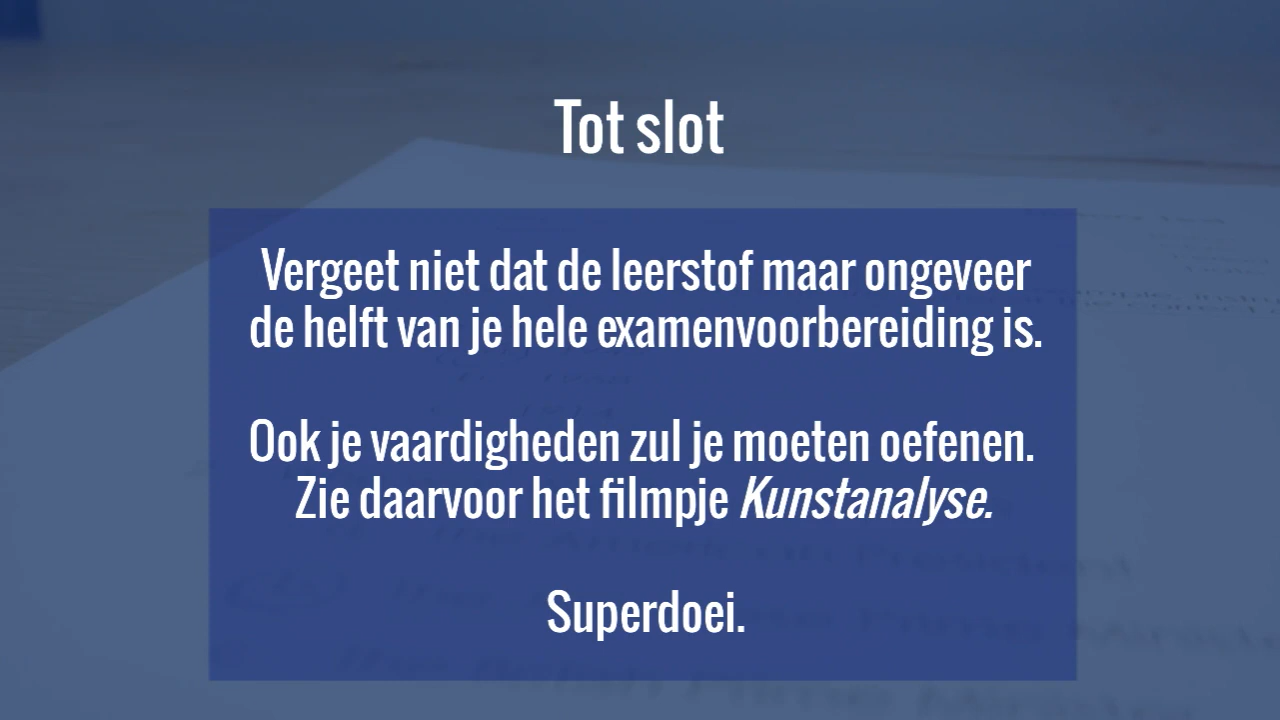 Tot slot
Vergeet niet dat de leerstof maar ongeveer
de helft van je hele examenvoorbereiding is.
Ook je vaardigheden zul je moeten oefenen.
Zie daarvoor het filmpje Kunstanalyse.
Superdoei.